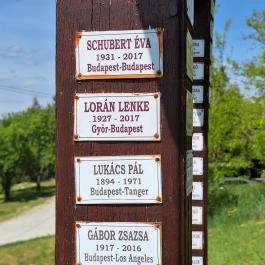 SCHUBERT ÉVA
1931 - 2017
Budapest-Budapest
LORÁN LENKE
1927 - 2017
Győr-Budapest
LUKÁCS PÁL
1894 - 1971
Budapest-Tanger
GÁBOR ZSAZSA
1917 - 2016
Budapest-Los Angeles